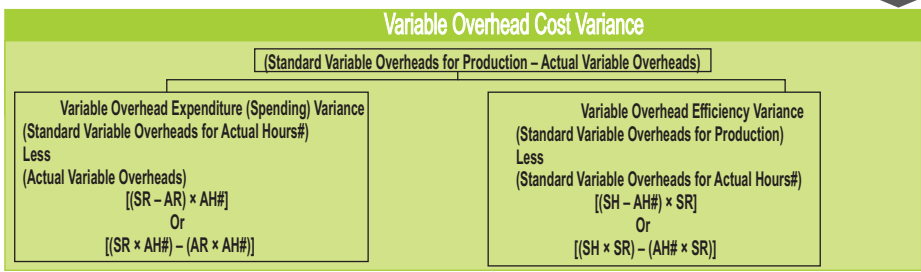 Variable Overhead Cost Variance
(Standard Variable Overheads for Production – Actual Variable Overheads)
Variable Overhead Expenditure (Spending) Variance
(Standard Variable Overheads for Actual Hours#)
Less
(Actual Variable Overheads)
[(SR – AR) × AH#]
Or
[(SR × AH#) – (AR × AH#)]
Variable Overhead Efficiency Variance
(Standard Variable Overheads for Production)
Less
(Standard Variable Overheads for Actual Hours#)
[(SH – AH#) × SR]
Or
[(SH × SR) – (AH# × SR)]